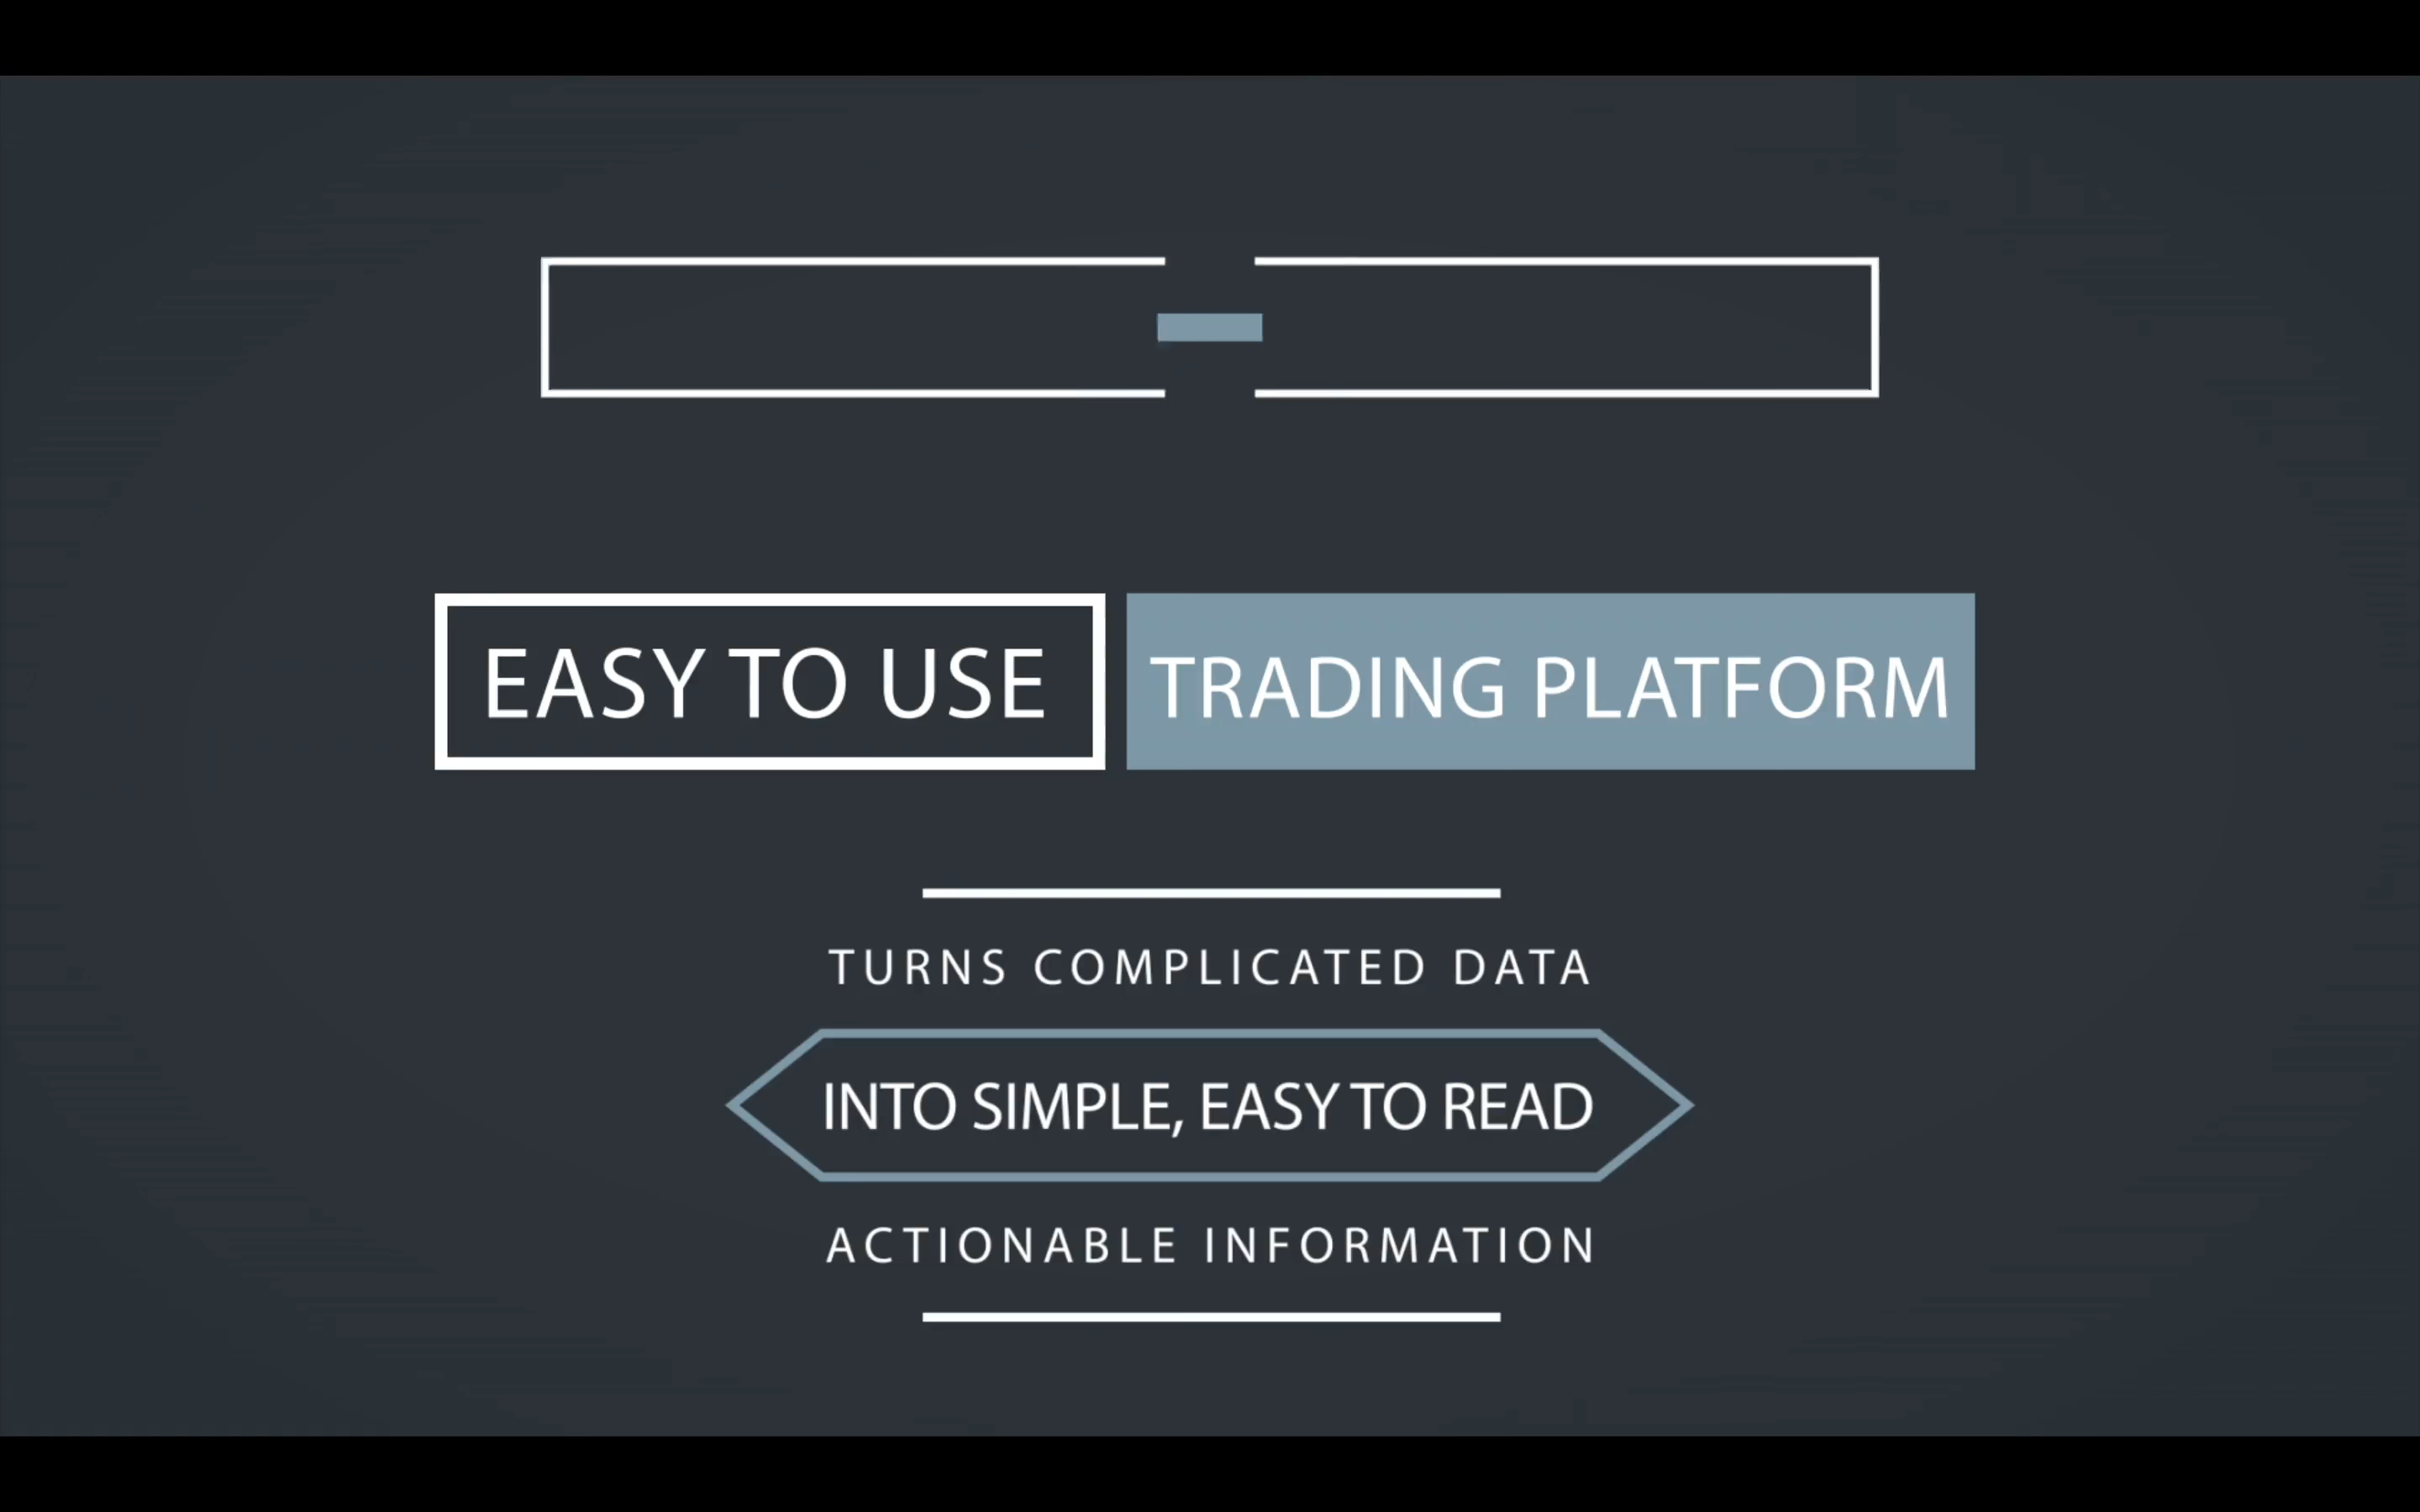 EASY TO USE TRADING PLATFORM
TURNS COMPLICATED DATA
INTO SIMPLE, EASY TO READ
ACTIONABLE INFORMATION